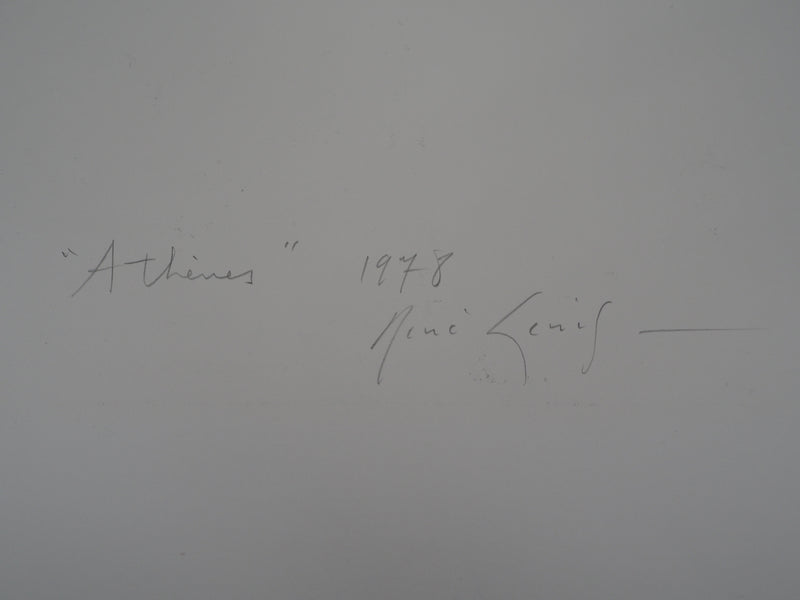 "Athènes" 1978
René Genis